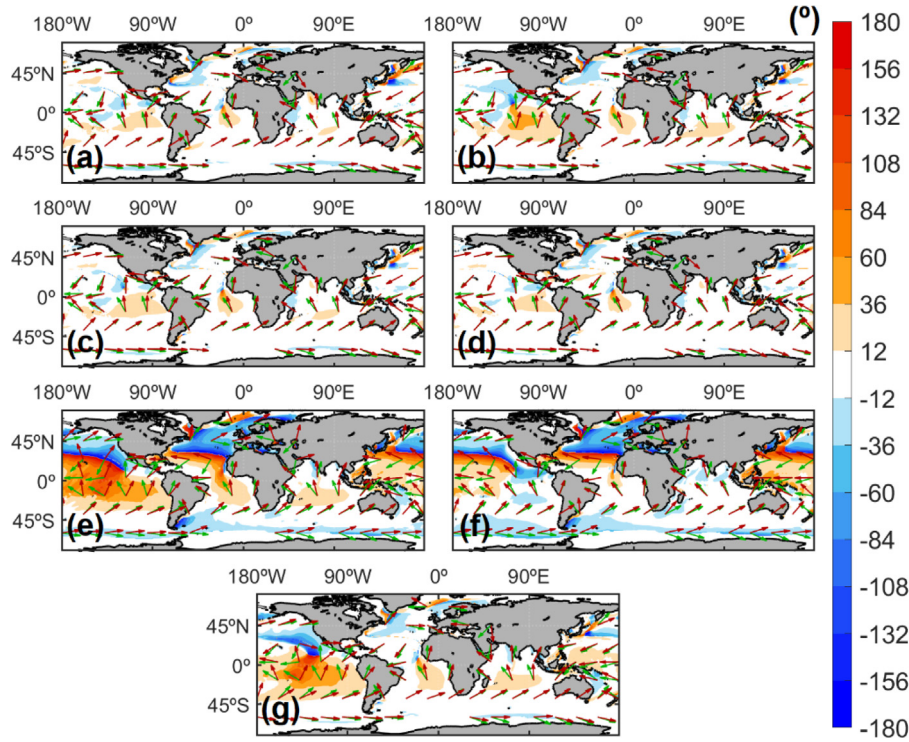 180ºW 90ºW 0º 90ºE 180ºW 90ºW 0º 90ºE (º)
45ºN
0º
45ºS
(a) (b)
180ºW 90ºW 0º 90ºE 180ºW 90ºW 0º 90ºE
45ºN
0º
45ºS
(c) (d)
180ºW 90ºW 0º 90ºE 180ºW 90ºW 0º 90ºE
45ºN
0º
45ºS
(e) (f)
180ºW 90ºW 0º 90ºE
45ºN
0º
45ºS
(g)
180
156
132
108
84
60
36
12
-12
-36
-60
-84
-108
-132
-156
-180